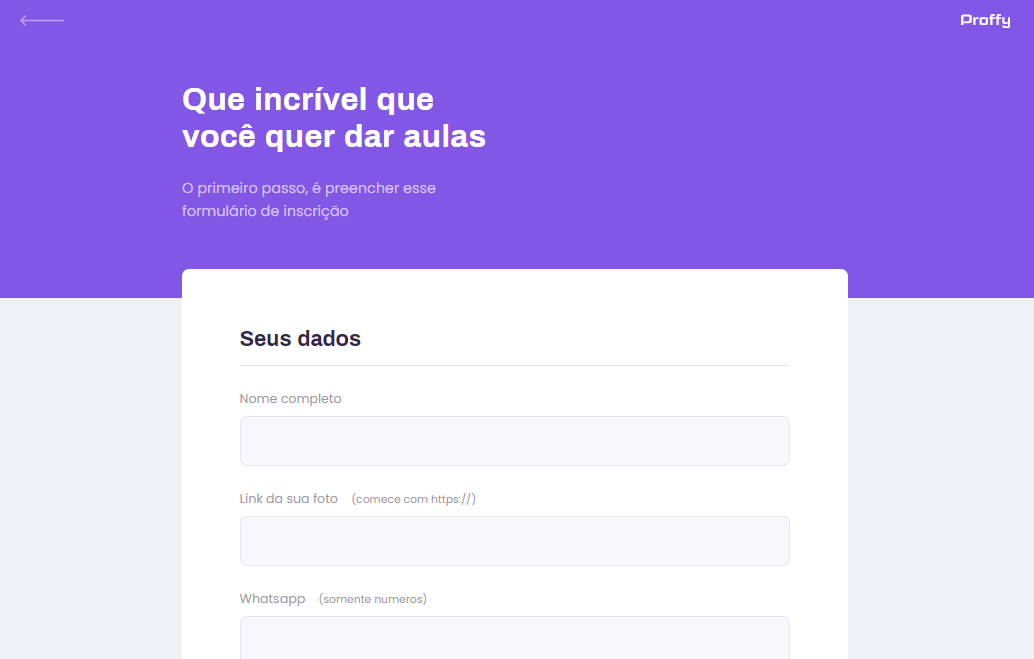 Proffy
Que incrível que
você quer dar aulas
O primeiro passo, é preencher esse
formulário de inscrição
Seus dados
Nome completo
Link da sua foto (comece com https://)
Whatsapp (somente numeros)